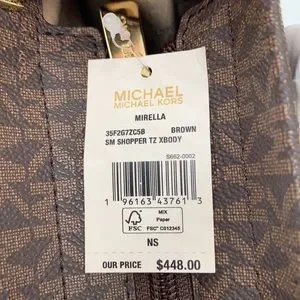 MICHAEL
MICHAEL KORS
MIRELLA
35F2G7ZC5B BROWN
SM SHOPPER TZ XBODY
S662-0002
1 96163 43761 3
FSC
MIX
Paper
FSC® C012345
NS
OUR PRICE $448.00